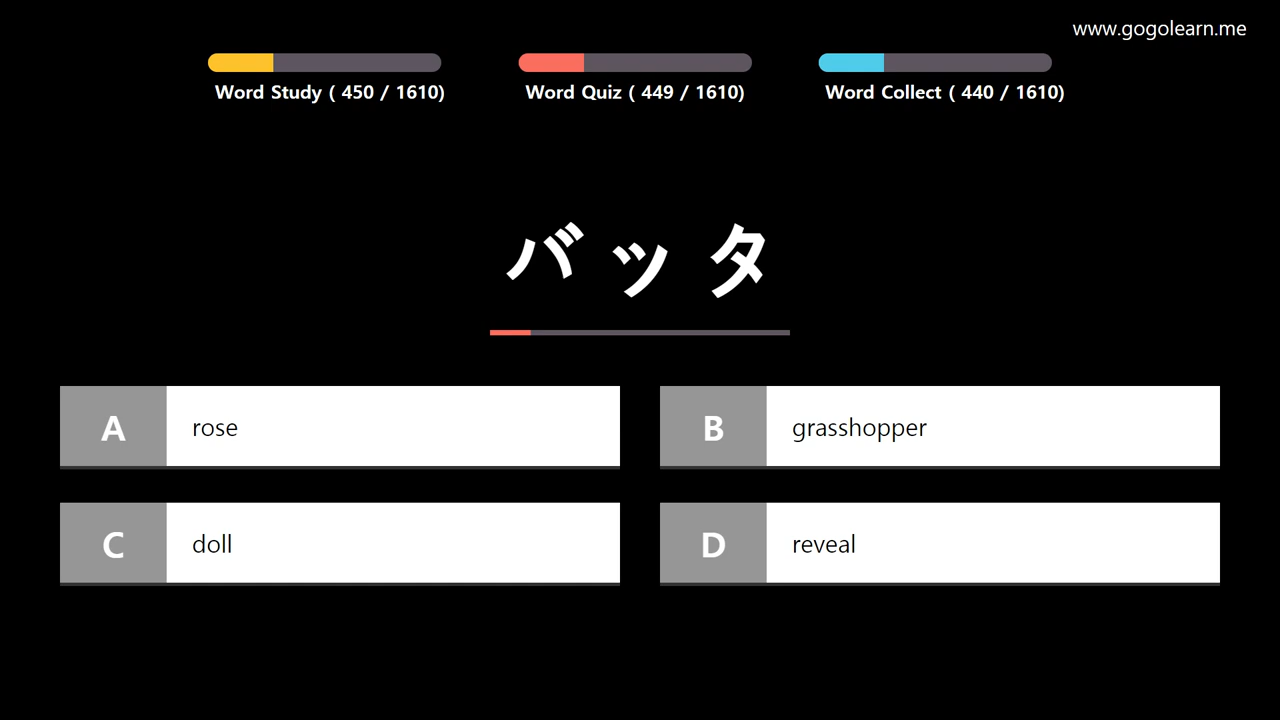 www.gogolearn.me
Word Study ( 450 / 1610)
Word Quiz ( 449 / 1610)
Word Collect ( 440 / 1610)
バッタ
A rose
B grasshopper
C doll
D reveal